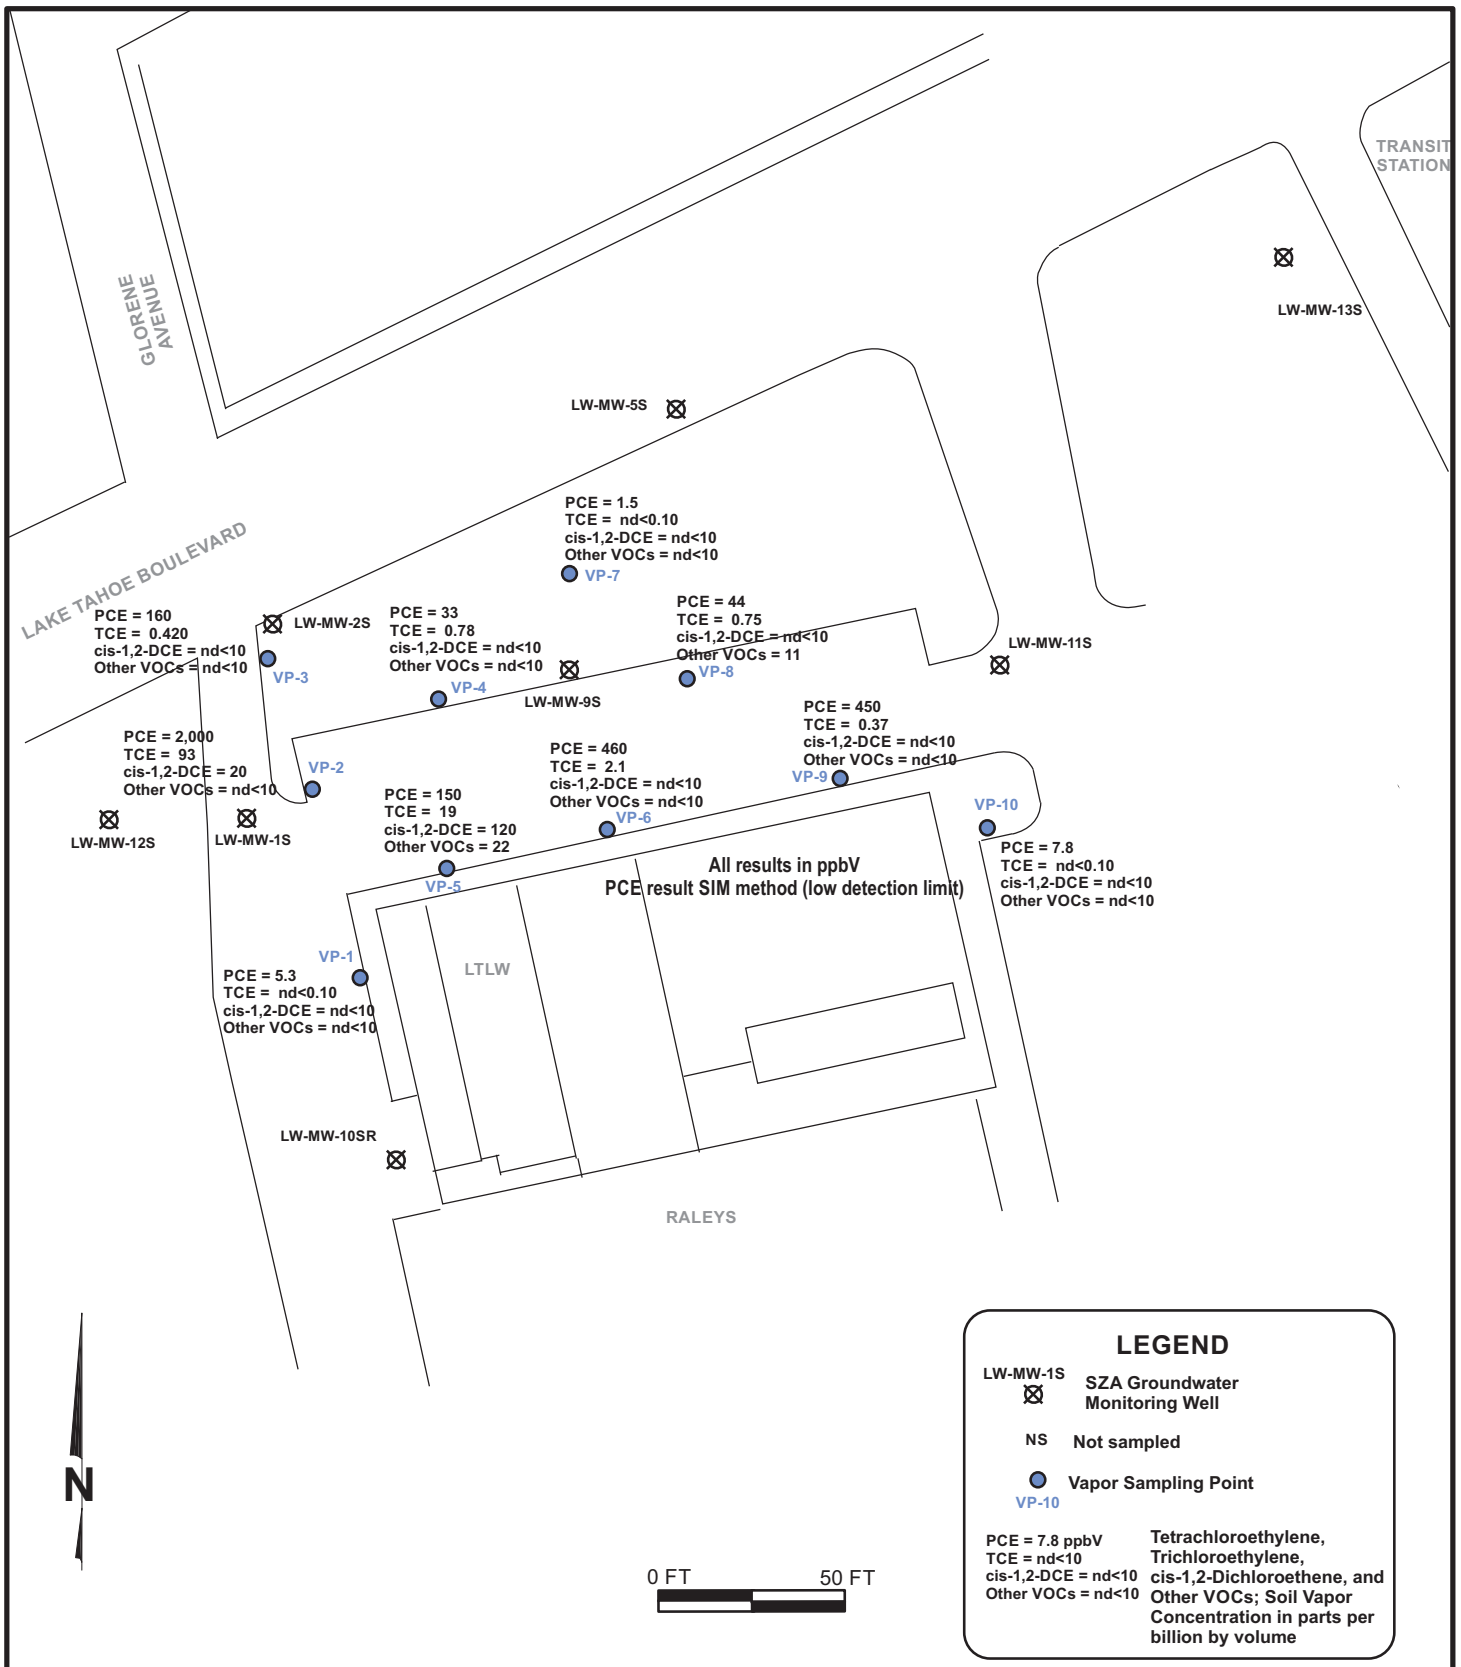 TRANSIT
STATION
GLORENE
AVENUE
LW-MW-13S
LW-MW-5S
LAKE TAHOE BOULEVARD
PCE = 1.5
TCE = nd<0.10
cis-1,2-DCE = nd<10
Other VOCs = nd<10
VP-7
PCE = 160
TCE = 0.420
cis-1,2-DCE = nd<10
Other VOCs = nd<10
VP-3
LW-MW-2S
PCE = 33
TCE = 0.78
cis-1,2-DCE = nd<10
Other VOCs = nd<10
VP-4
LW-MW-9S
PCE = 44
TCE = 0.75
cis-1,2-DCE = nd<10
Other VOCs = 11
VP-8
LW-MW-11S
PCE = 2,000
TCE = 93
cis-1,2-DCE = 20
Other VOCs = nd<10
VP-2
LW-MW-12S
LW-MW-1S
PCE = 150
TCE = 19
cis-1,2-DCE = 120
Other VOCs = 22
VP-5
PCE = 460
TCE = 2.1
cis-1,2-DCE = nd<10
Other VOCs = nd<10
VP-6
PCE = 450
TCE = 0.37
cis-1,2-DCE = nd<10
Other VOCs = nd<10
VP-9
VP-10
PCE = 7.8
TCE = nd<0.10
cis-1,2-DCE = nd<10
Other VOCs = nd<10
All results in ppbV
PCE result SIM method (low detection limit)
VP-1
PCE = 5.3
TCE = nd<0.10
cis-1,2-DCE = nd<10
Other VOCs = nd<10
LTLW
LW-MW-10SR
RALEYS
N
0 FT
50 FT
LEGEND
LW-MW-1S
SZA Groundwater
Monitoring Well
NS
Not sampled
Vapor Sampling Point
VP-10
PCE = 7.8 ppbV
TCE = nd<10
cis-1,2-DCE = nd<10
Other VOCs = nd<10
Tetrachloroethylene,
Trichloroethylene,
cis-1,2-Dichloroethene, and
Other VOCs; Soil Vapor
Concentration in parts per
billion by volume